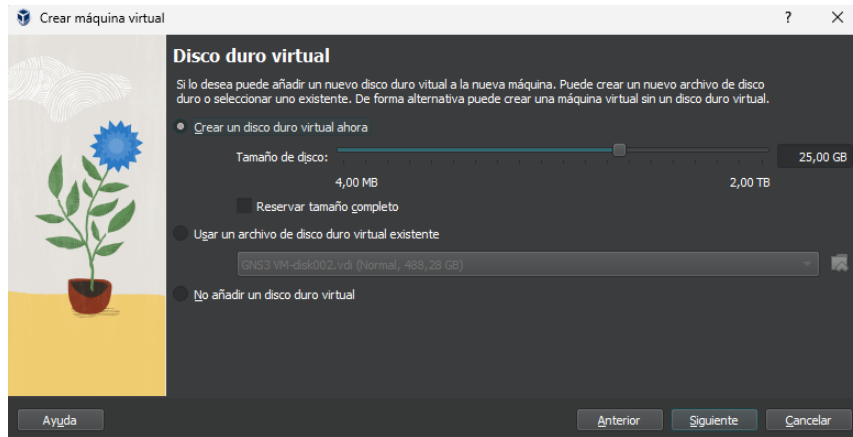 Crear máquina virtual
?
Disco duro virtual
Si lo desea puede añadir un nuevo disco duro vitual a la nueva máquina. Puede crear un nuevo archivo de disco
duro o seleccionar uno existente. De forma alternativa puede crear una máquina virtual sin un disco duro virtual.
Crear un disco duro virtual ahora
Tamaño de disco:
25,00 GB
4,00 MB
2,00 TB
Reservar tamaño completo
Usar un archivo de disco duro virtual existente
GNS3 VM-disk002.vdi (Normal, 488,28 GB)
No añadir un disco duro virtual
Ayuda
Anterior
Siguiente
Cancelar